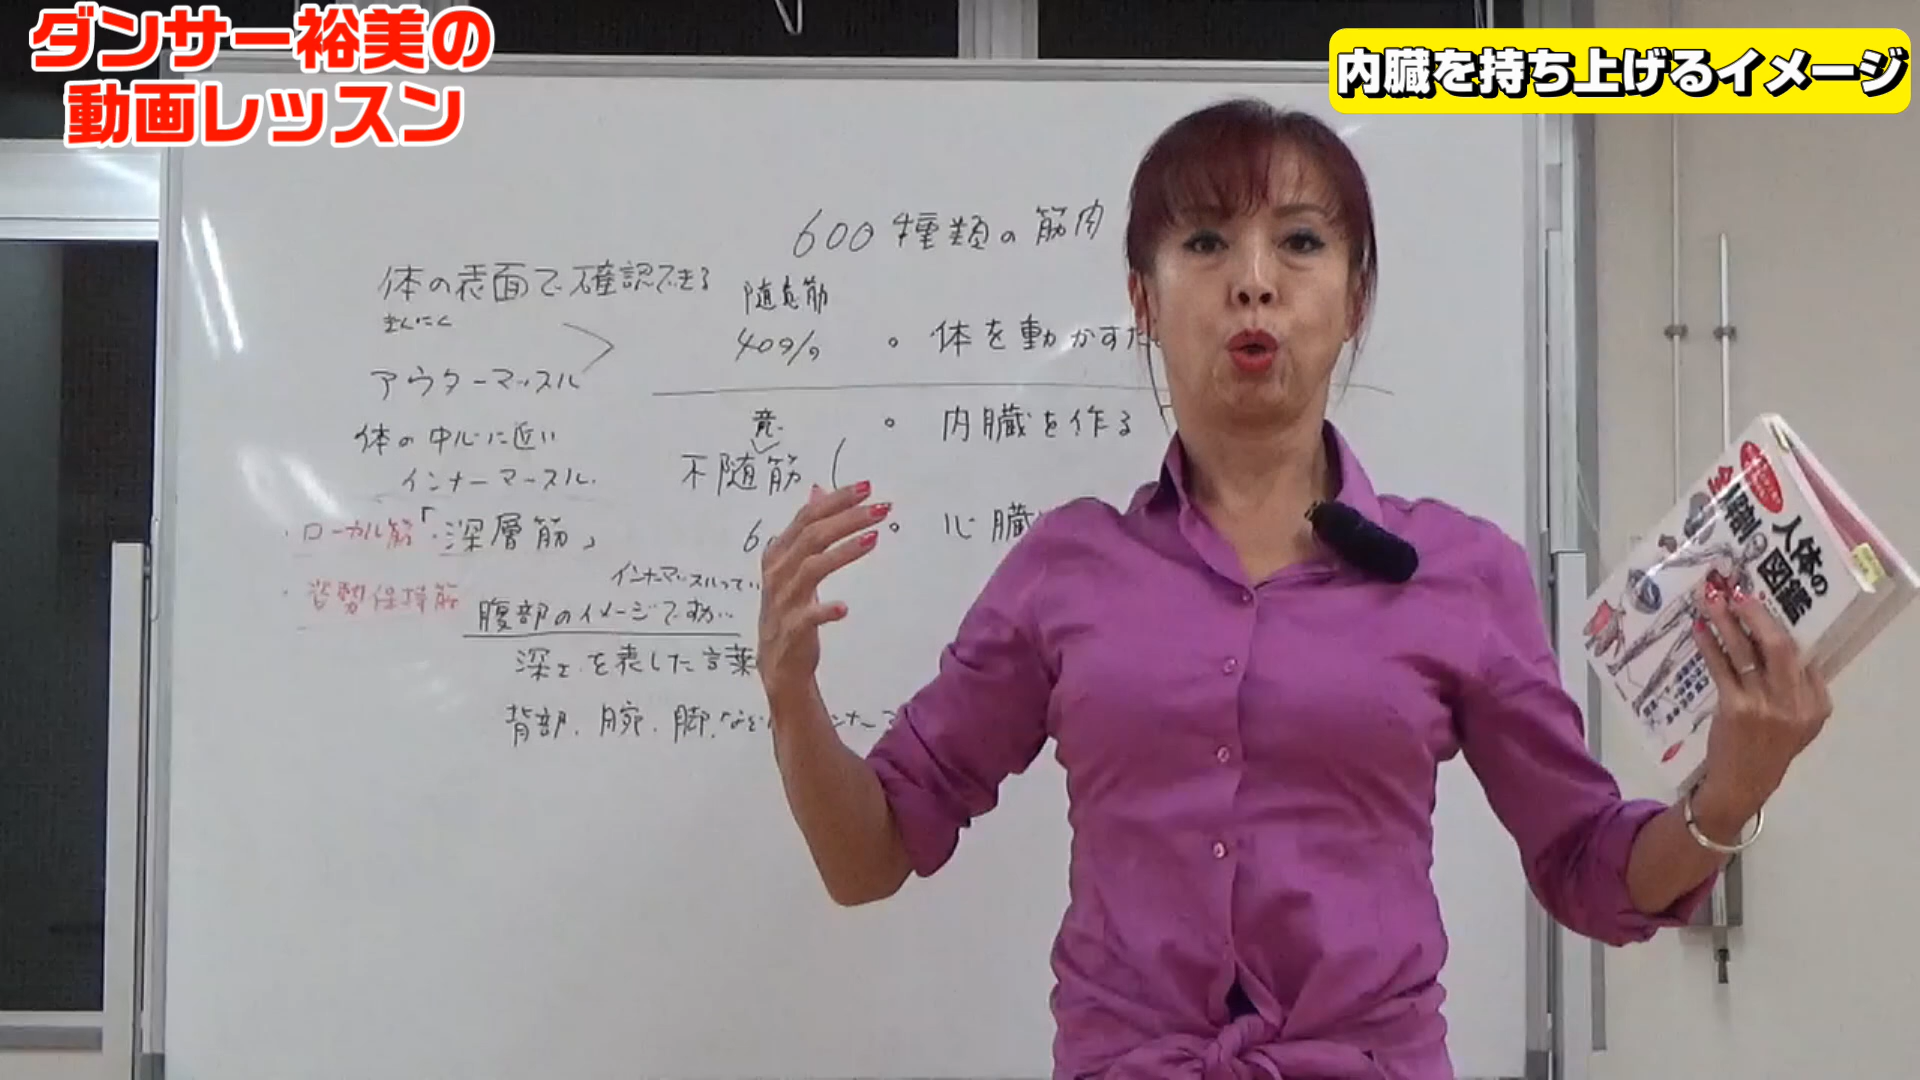 ダンサー裕美の
動画レッスン
内臓を持ち上げるイメージ
600種類の筋肉
体の表面で確認できる
きんにく
随意筋
40%
・体を動かすた
アウターマッスル
意
・内臓を作る
体の中心に近い
不随筋
インナーマッスル
・心臓
・ローカル筋「深層筋」
インナーマッスルってい
・姿勢保持筋
腹部のイメージで
深さを表した言葉
背部、腕、脚、
人体の
図鑑